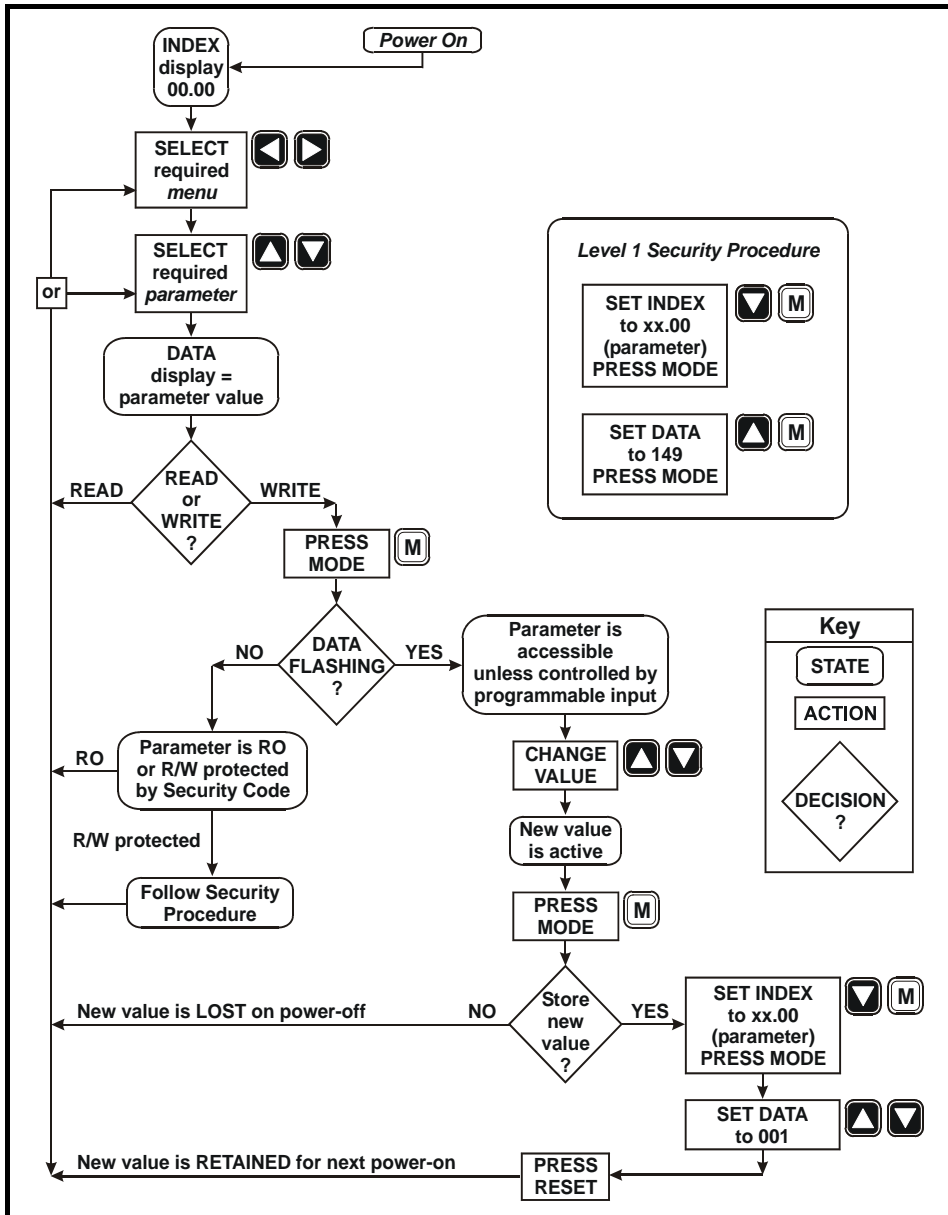 INDEX
display
00.00
Power On
SELECT
required
menu
SELECT
required
parameter
or
DATA
display =
parameter value
READ
or
WRITE
?
READ
WRITE
PRESS
MODE
M
DATA
FLASHING
?
NO
YES
Parameter is
accessible
unless controlled by
programmable input
Parameter is RO
or R/W protected
by Security Code
RO
R/W protected
Follow Security
Procedure
CHANGE
VALUE
New value
is active
PRESS
MODE
M
Store
new
value
?
NO
YES
New value is LOST on power-off
SET INDEX
to xx.00
(parameter)
PRESS MODE
M
SET DATA
to 001
PRESS
RESET
New value is RETAINED for next power-on
Level 1 Security Procedure
SET INDEX
to xx.00
(parameter)
PRESS MODE
M
SET DATA
to 149
PRESS MODE
M
Key
STATE
ACTION
DECISION
?